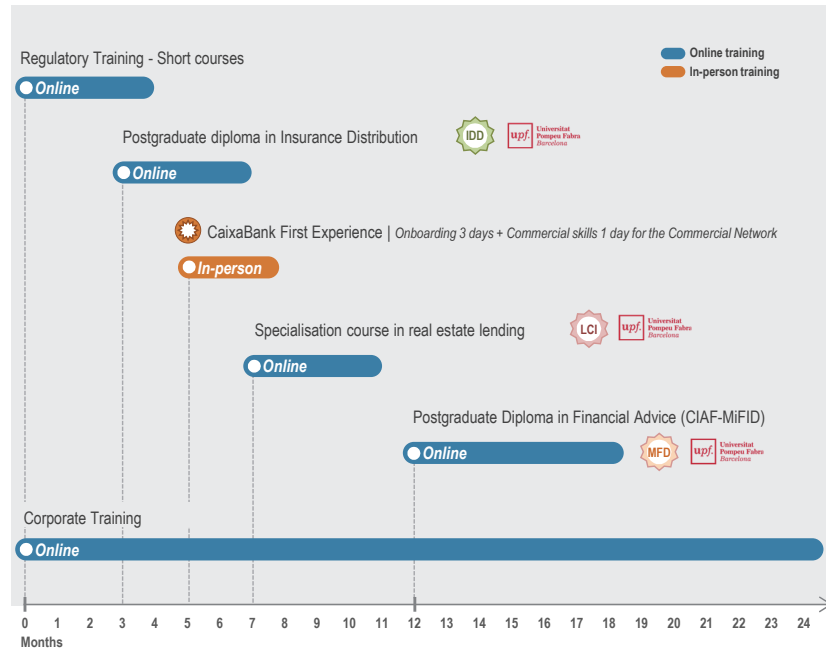 Online training
In-person training
Regulatory Training - Short courses
Online
Postgraduate diploma in Insurance Distribution
IDD
upf.
Universitat
Pompeu Fabra
Barcelona
Online
CaixaBank First Experience | Onboarding 3 days + Commercial skills 1 day for the Commercial Network
In-person
Specialisation course in real estate lending
LCI
upf.
Universitat
Pompeu Fabra
Barcelona
Online
Postgraduate Diploma in Financial Advice (CIAF-MiFID)
Online
MFD
upf.
Universitat
Pompeu Fabra
Barcelona
Corporate Training
Online
0 1 2 3 4 5 6 7 8 9 10 11 12 13 14 15 16 17 18 19 20 21 22 23 24
Months